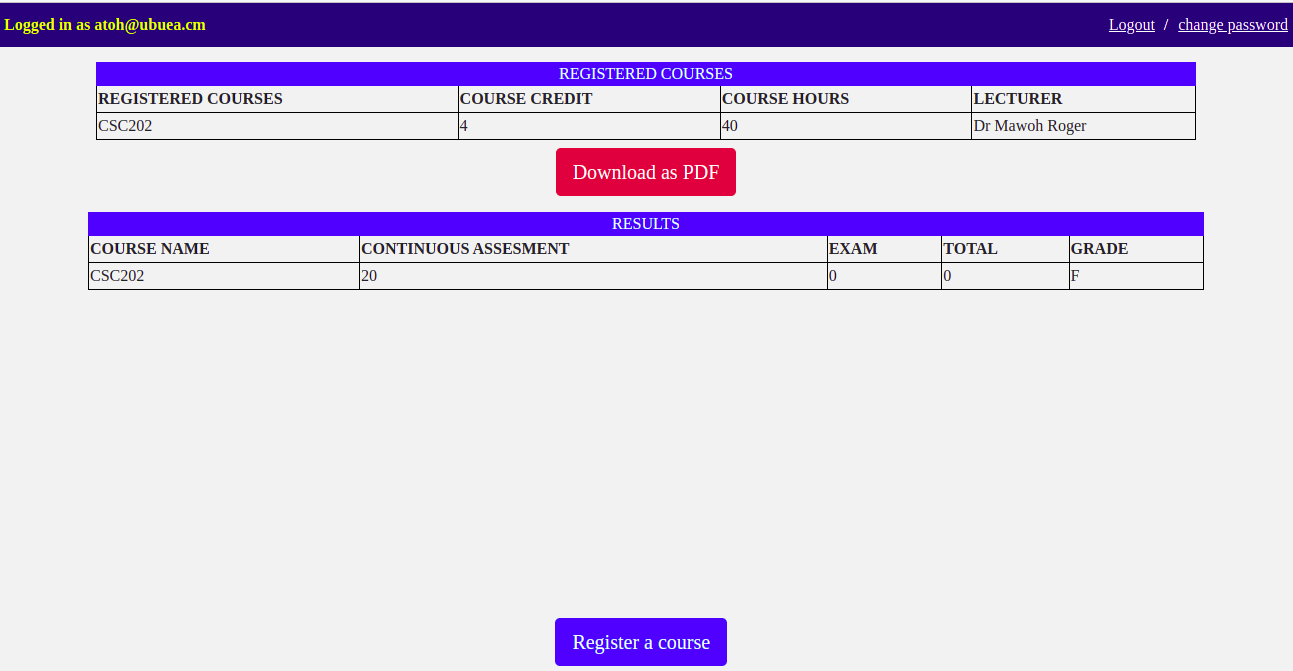 Logged in as atoh@ubuea.cm Logout / change password
REGISTERED COURSES
REGISTERED COURSES COURSE CREDIT COURSE HOURS LECTURER
CSC202 4 40 Dr Mawoh Roger
Download as PDF
RESULTS
COURSE NAME CONTINUOUS ASSESMENT EXAM TOTAL GRADE
CSC202 20 0 0 F
Register a course